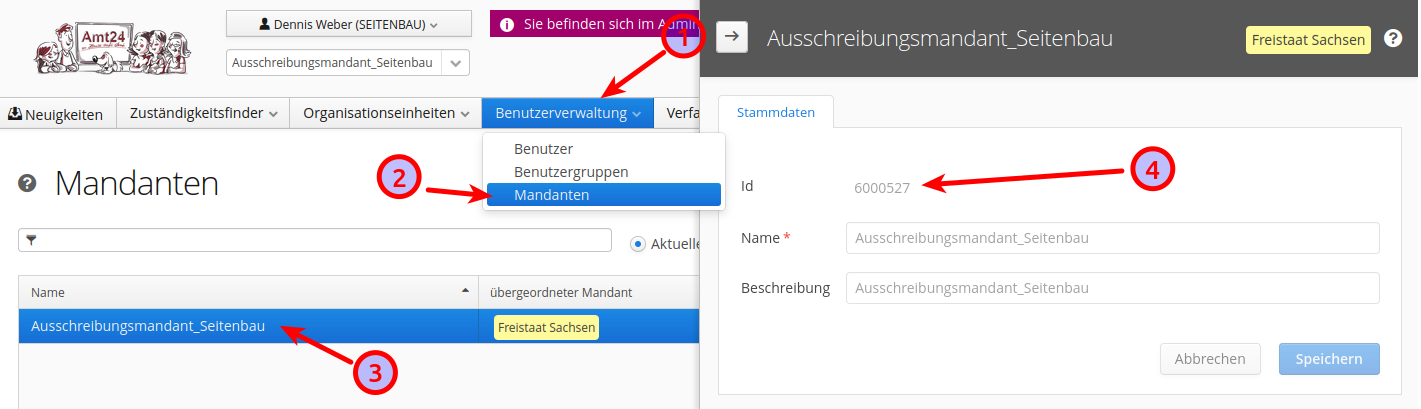 Amt24
Dennis Weber (SEITENBAU)
Sie befinden sich im Admin
1
Ausschreibungsmandant_Seitenbau
Neuigkeiten
Zuständigkeitsfinder
Organisationseinheiten
Benutzerverwaltung
Verfa
Benutzer
Benutzergruppen
Mandanten
2
? Mandanten
Aktuelle
Name
übergeordneter Mandant
Ausschreibungsmandant_Seitenbau
Freistaat Sachsen
3
Ausschreibungsmandant_Seitenbau
Freistaat Sachsen
?
Stammdaten
Id
6000527
4
Name *
Ausschreibungsmandant_Seitenbau
Beschreibung
Ausschreibungsmandant_Seitenbau
Abbrechen
Speichern